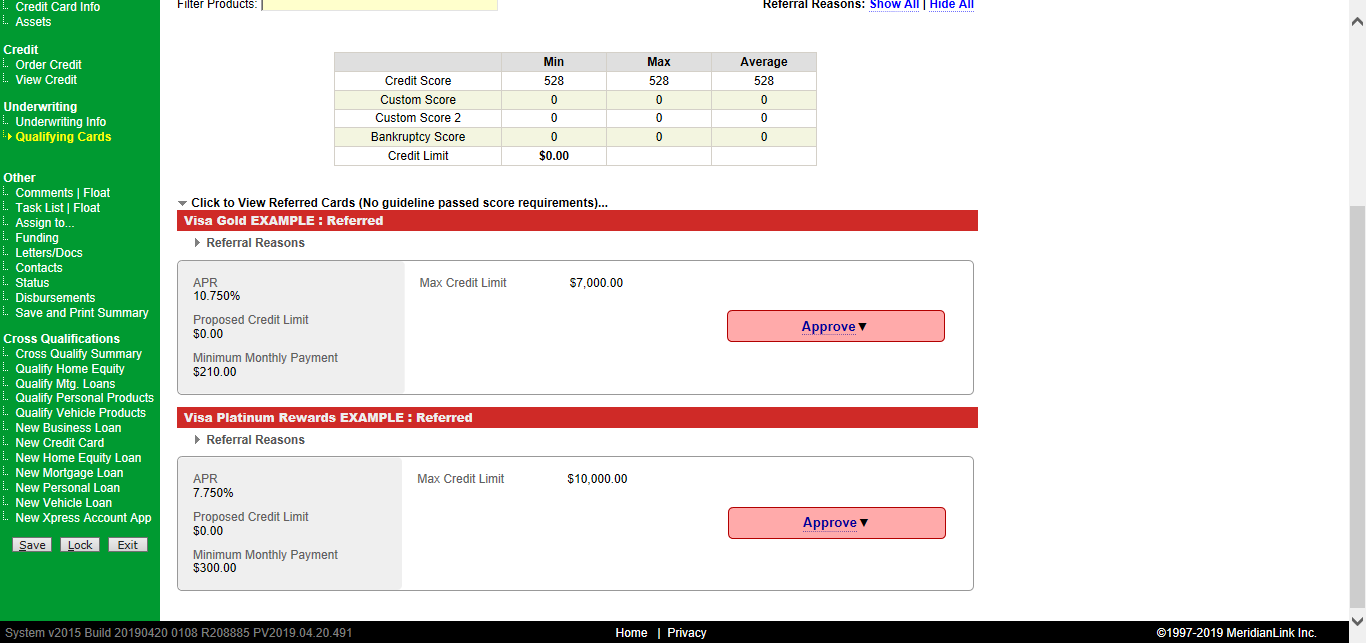 Credit Card Info
Assets
Credit
Order Credit
View Credit
Underwriting
Underwriting Info
Qualifying Cards
Other
Comments | Float
Task List | Float
Assign to...
Funding
Letters/Docs
Contacts
Status
Disbursements
Save and Print Summary
Cross Qualifications
Cross Qualify Summary
Qualify Home Equity
Qualify Mtg. Loans
Qualify Personal Products
Qualify Vehicle Products
New Business Loan
New Credit Card
New Home Equity Loan
New Mortgage Loan
New Personal Loan
New Vehicle Loan
New Xpress Account App
Save Lock Exit
Filter Products: Referral Reasons: Show All | Hide All
Min Max Average
Credit Score 528 528 528
Custom Score 0 0 0
Custom Score 2 0 0 0
Bankruptcy Score 0 0 0
Credit Limit $0.00
Click to View Referred Cards (No guideline passed score requirements)...
Visa Gold EXAMPLE : Referred
Referral Reasons
APR Max Credit Limit $7,000.00
10.750%
Proposed Credit Limit
$0.00
Approve▼
Minimum Monthly Payment
$210.00
Visa Platinum Rewards EXAMPLE : Referred
Referral Reasons
APR Max Credit Limit $10,000.00
7.750%
Proposed Credit Limit
$0.00
Approve▼
Minimum Monthly Payment
$300.00
System v2015 Build 20190420 0108 R208885 PV2019.04.20.491 Home | Privacy ©1997-2019 MeridianLink Inc.